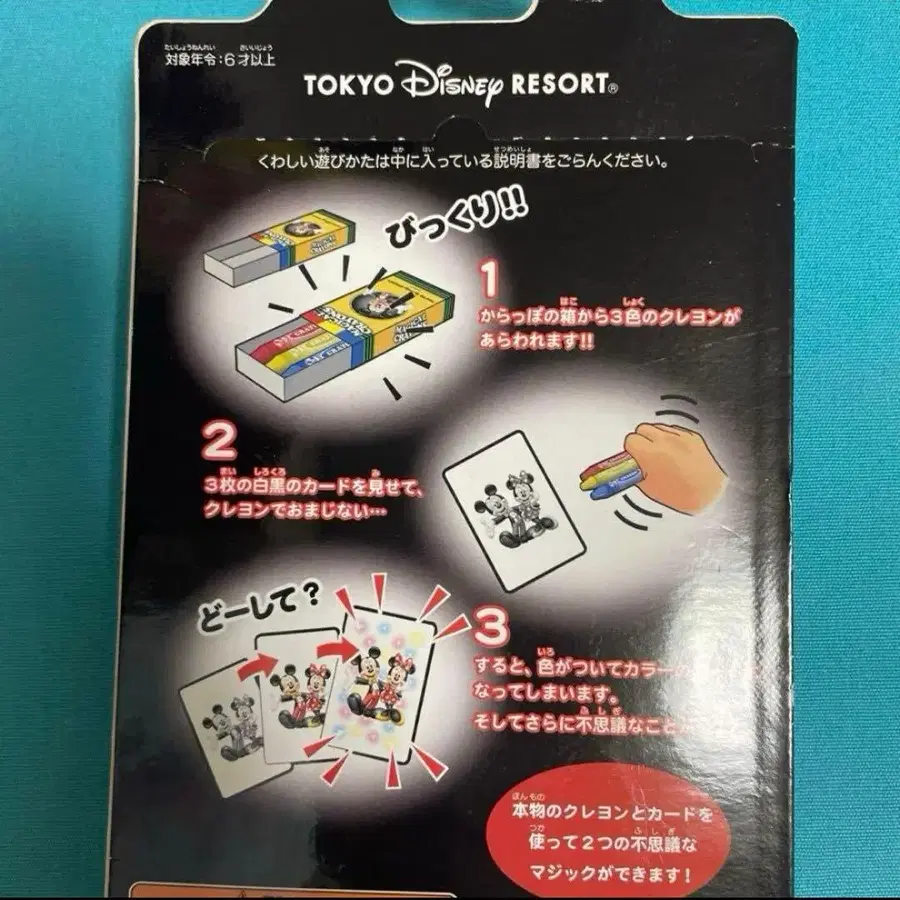 対象年令:6才以上
TOKYO Disney RESORT®
くわしい遊びかたは中に入っている説明書をごらんください。
びっくり!!
1
からっぽの箱から3色のクレヨンが
あらわれます!!
2
3枚の白黒のカードを見せて、
クレヨンでおまじない…
どーして?
3
すると、色がついてカラーの
なってしまいます。
そしてさらに不思議なこと
本物のクレヨンとカードを
使って2つの不思議な
マジックができます!